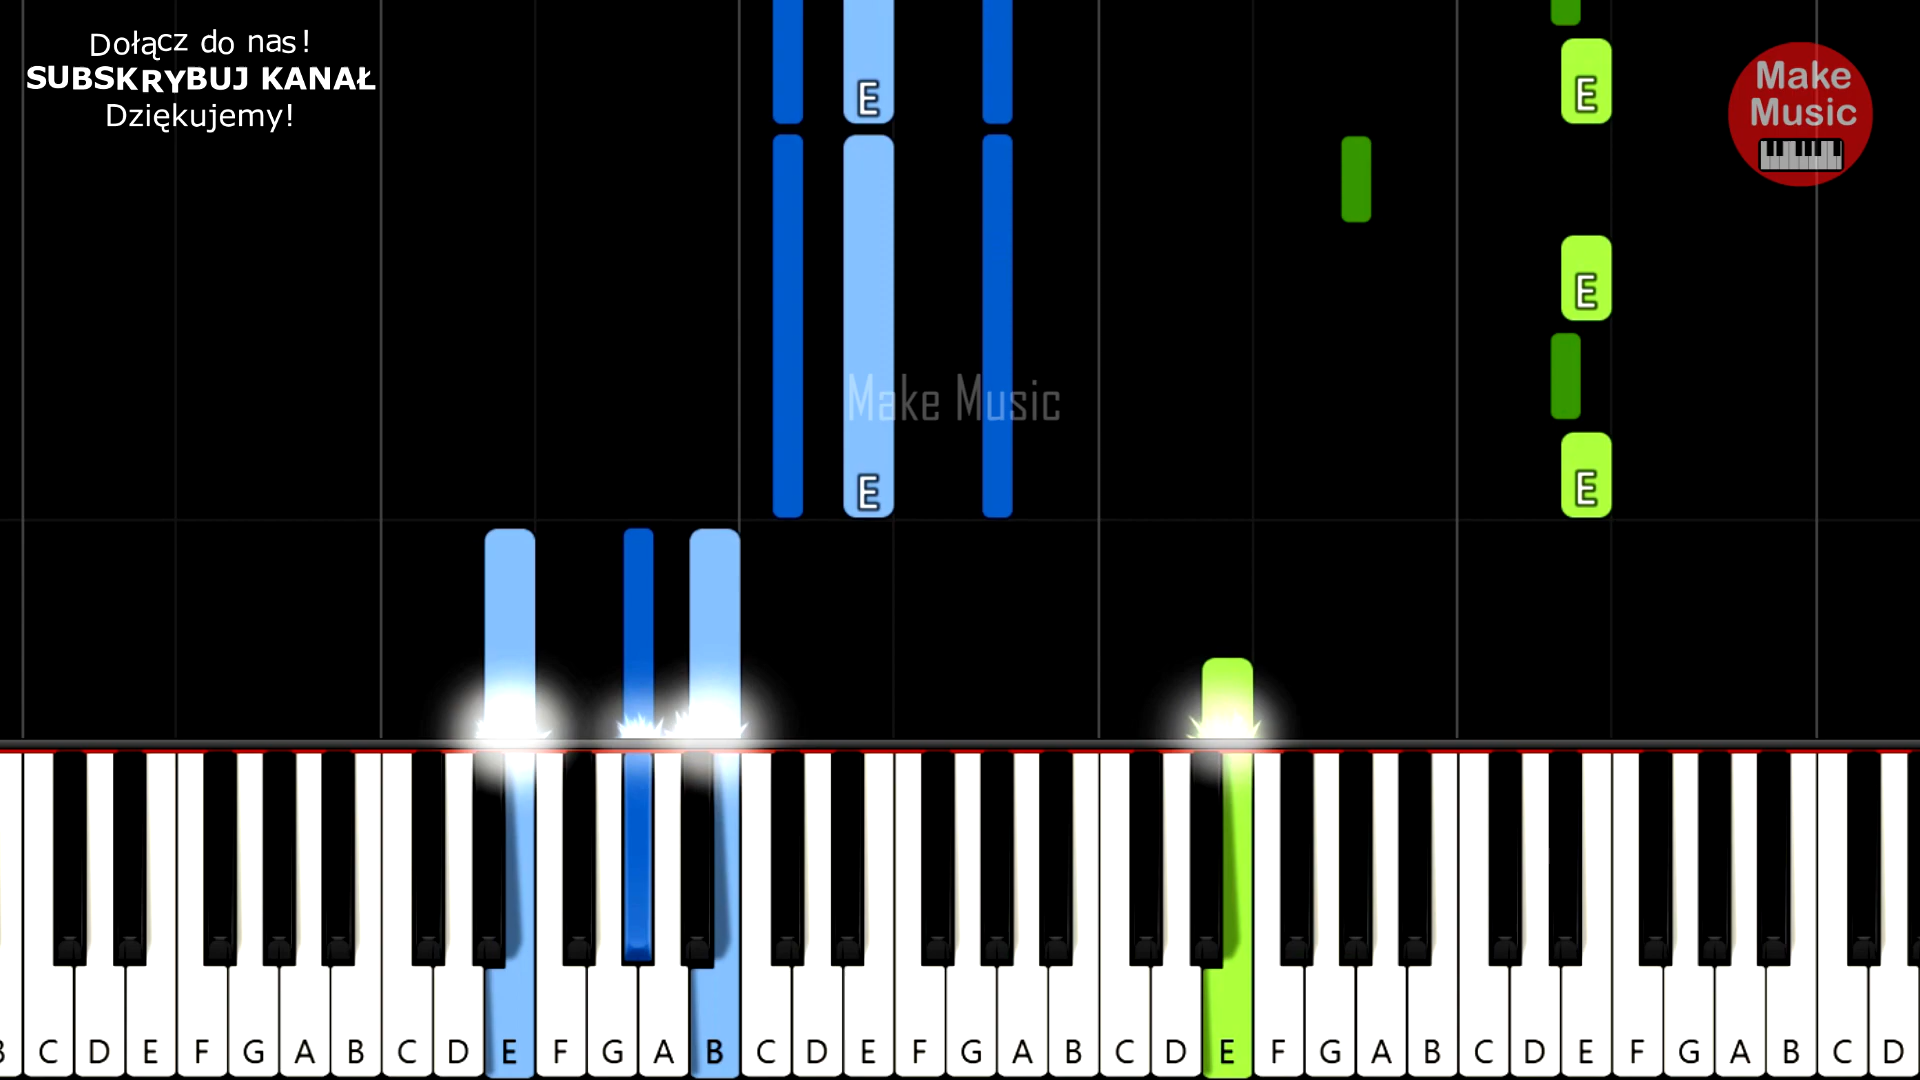 Dołącz do nas!
SUBSKRYBUJ KANAŁ
Dziękujemy!
Make
Music
E
E
E
E
E
Make Music
B C D E F G A B C D E F G A B C D E F G A B C D E F G A B C D E F G A B C D